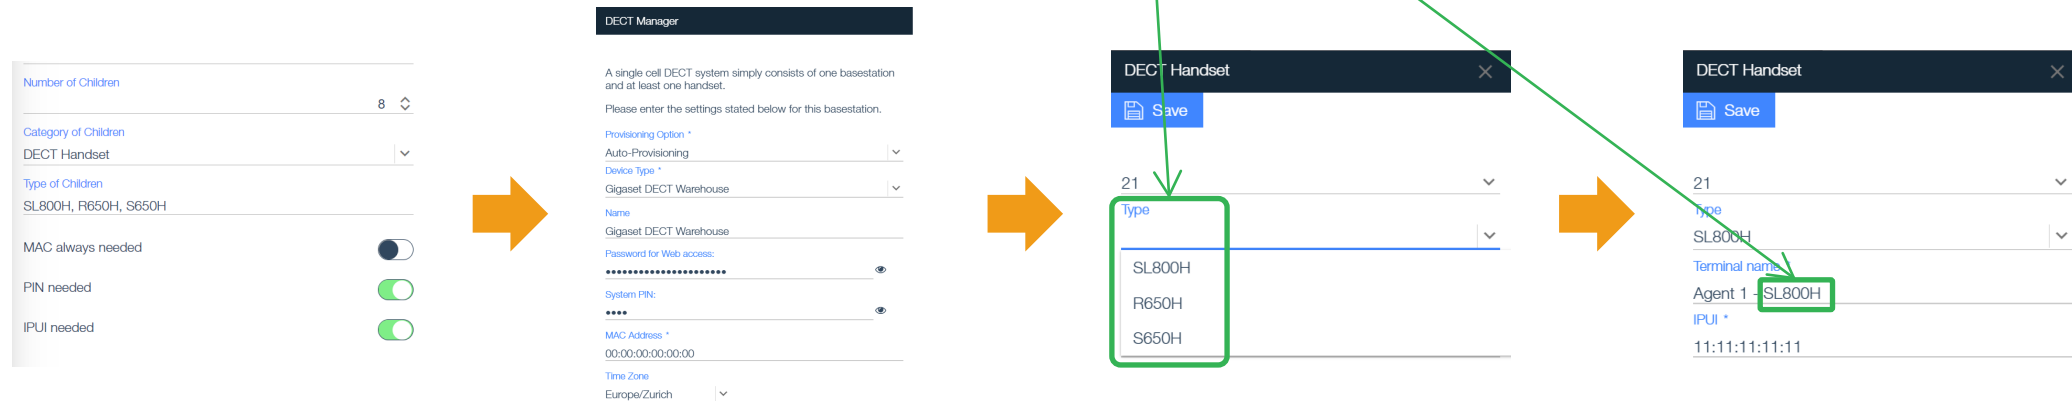 Number of Children
8
Category of Children
DECT Handset
Type of Children
SL800H, R650H, S650H
MAC always needed
PIN needed
IPUI needed
DECT Manager
A single cell DECT system simply consists of one basestation
and at least one handset.
Please enter the settings stated below for this basestation.
Provisioning Option *
Auto-Provisioning
Device Type *
Gigaset DECT Warehouse
Name
Gigaset DECT Warehouse
Password for Web access:
System PIN:
MAC Address *
00:00:00:00:00:00
Time Zone
Europe/Zurich
DECT Handset
Save
21
Type
SL800H
R650H
S650H
DECT Handset
Save
21
Type
SL800H
Terminal name
Agent 1 - SL800H
IPUI *
11:11:11:11:11